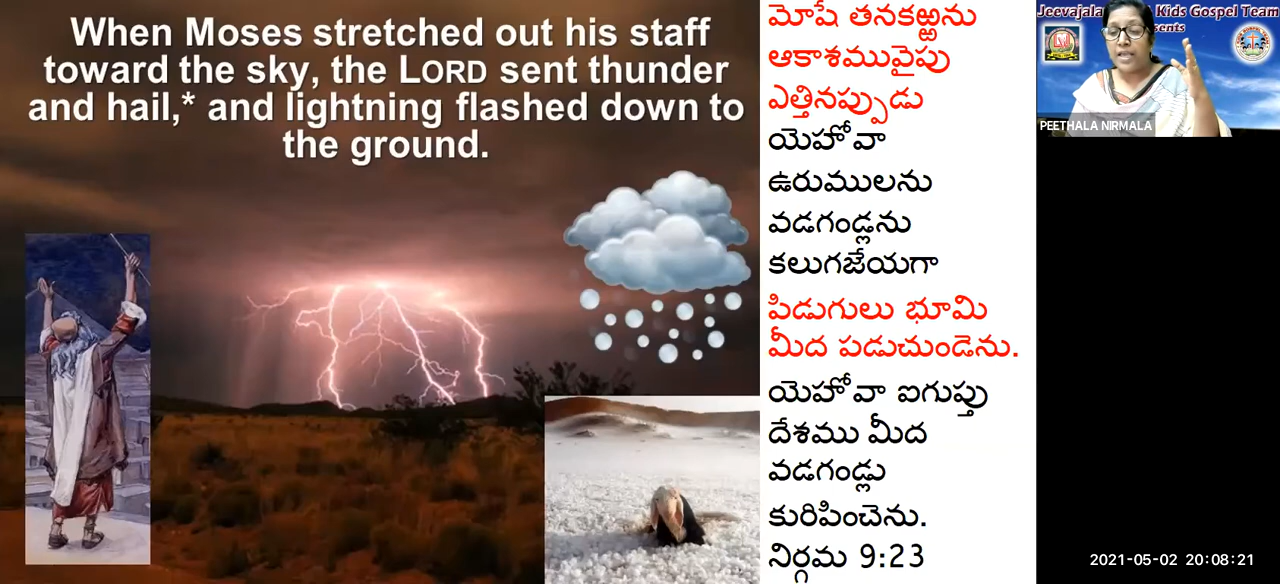 When Moses stretched out his staff
toward the sky, the LORD sent thunder
and hail,* and lightning flashed down to
the ground.
మోషే తనకఱ్ఱను
ఆకాశమువైపు
ఎత్తినప్పుడు
యెహోవా
ఉరుములను
వడగండ్లను
కలుగజేయగా
పిడుగులు భూమి
మీద పడుచుండెను.
యెహోవా ఐగుప్తు
దేశము మీద
వడగండ్లు
కురిపించెను.
నిర్గమ 9:23
Kids Gospel Team
PEETHALA NIRMALA
2021-05-02 20:08:21